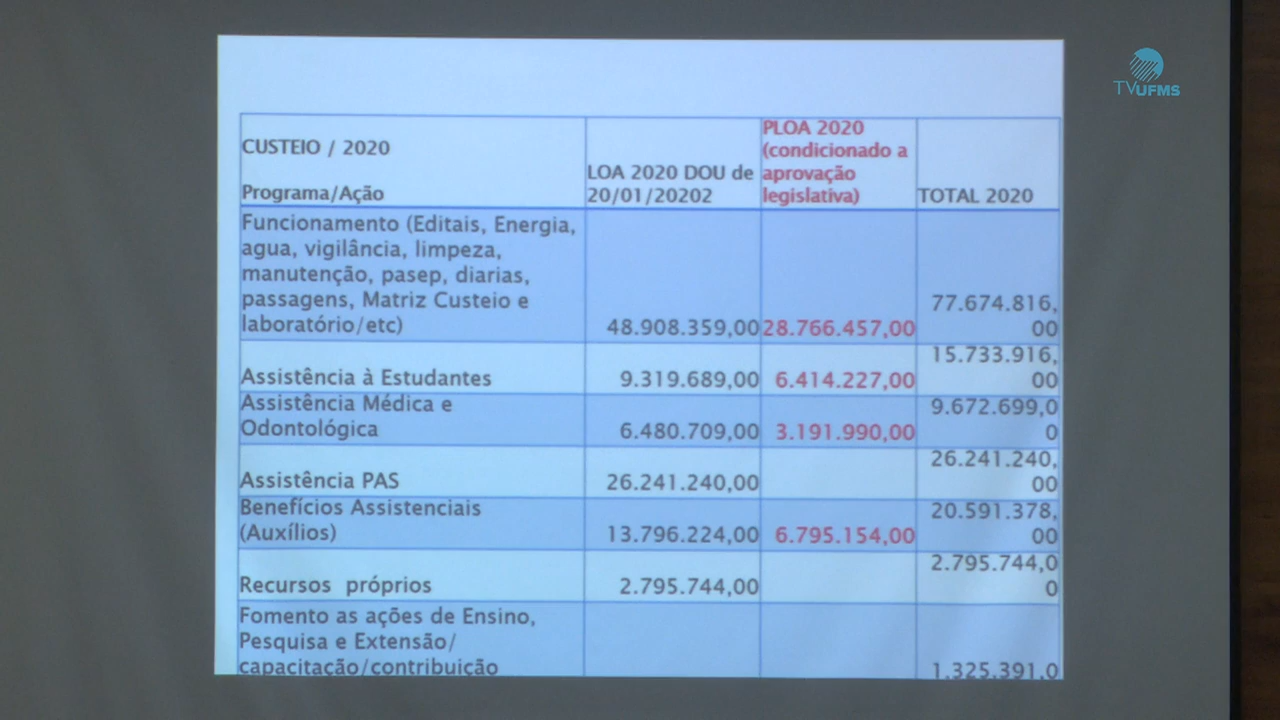 TVUFMS
CUSTEIO / 2020
Programa/Ação
LOA 2020 DOU de
20/01/20202
PLOA 2020
(condicionado a
aprovação
legislativa)
TOTAL 2020
Funcionamento (Editais, Energia,
agua, vigilância, limpeza,
manutenção, pasep, diarias,
passagens, Matriz Custeio e
laboratório/etc)
48.908.359,00
28.766.457,00
77.674.816,
00
Assistência à Estudantes
9.319.689,00
6.414.227,00
15.733.916,
00
Assistência Médica e
Odontológica
6.480.709,00
3.191.990,00
9.672.699,0
0
Assistência PAS
26.241.240,00
26.241.240,
00
Benefícios Assistenciais
(Auxílios)
13.796.224,00
6.795.154,00
20.591.378,
00
Recursos próprios
2.795.744,00
2.795.744,0
0
Fomento as ações de Ensino,
Pesquisa e Extensão/
capacitação/contribuição
1.325.391,0